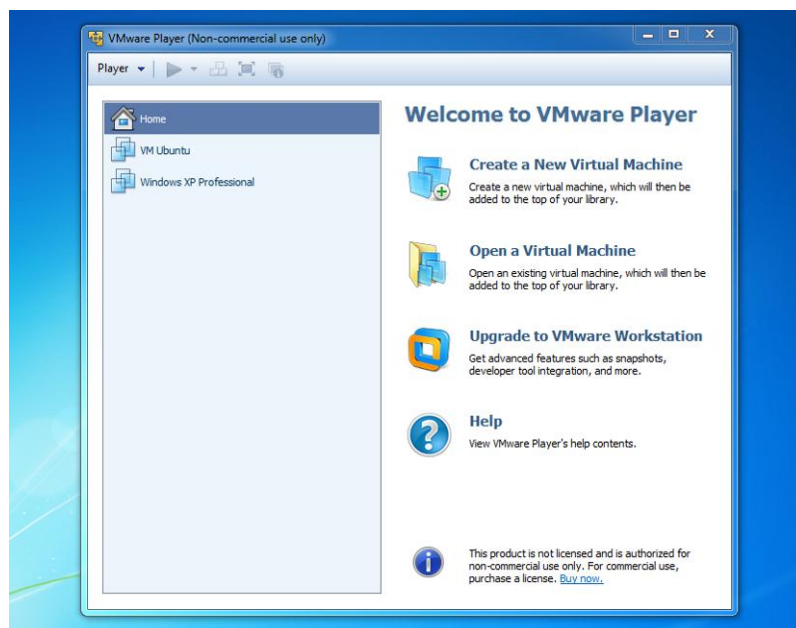 VMware Player (Non-commercial use only)
Player
Home
VM Ubuntu
Windows XP Professional
Welcome to VMware Player
Create a New Virtual Machine
Create a new virtual machine, which will then be
added to the top of your library.
Open a Virtual Machine
Open an existing virtual machine, which will then be
added to the top of your library.
Upgrade to VMware Workstation
Get advanced features such as snapshots,
developer tool integration, and more.
Help
View VMware Player's help contents.
This product is not licensed and is authorized for
non-commercial use only. For commercial use,
purchase a license. Buy now.